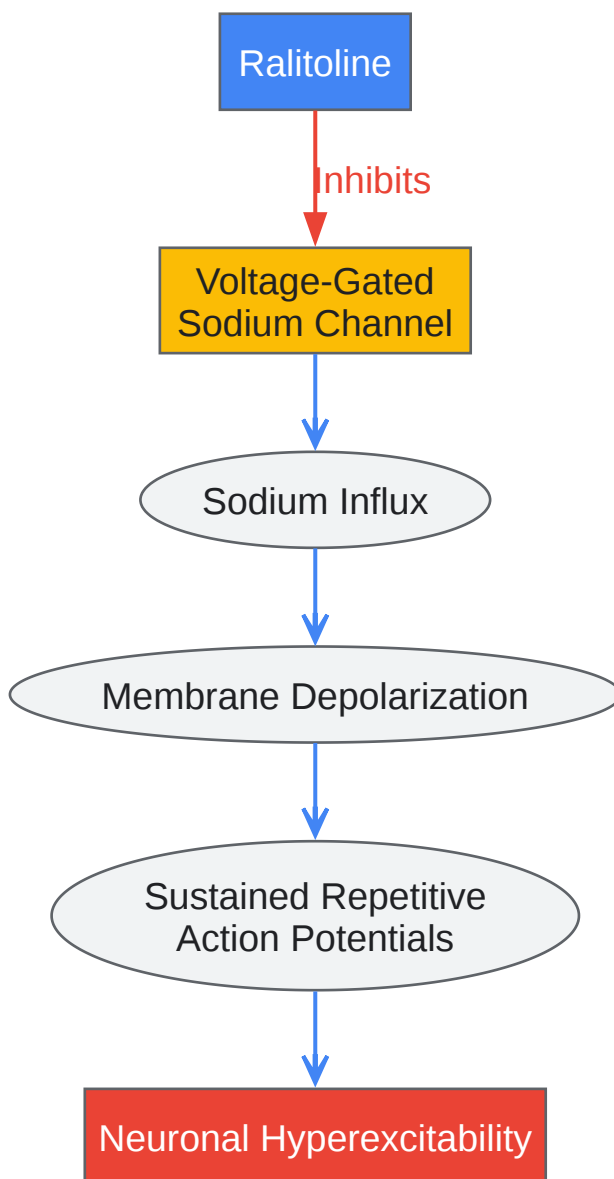 Ralitoline
Inhibits
Voltage-Gated
Sodium Channel
Sodium Influx
Membrane Depolarization
Sustained Repetitive
Action Potentials
Neuronal Hyperexcitability